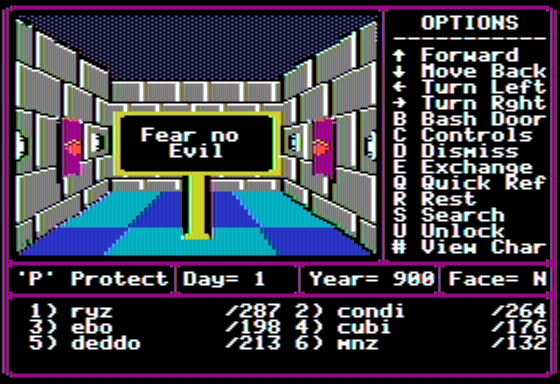 OPTIONS
------------
↑ Forward
↓ Move Back
← Turn Left
→ Turn Rght
B Bash Door
C Controls
D Dismiss
E Exchange
Q Quick Ref
R Rest
S Search
U Unlock
# View Char
Fear no
Evil
'P' Protect Day= 1 Year= 900 Face= N
1) ryz /287 2) condi /264
3) ebo /198 4) cubi /176
5) deddo /213 6) mnz /132